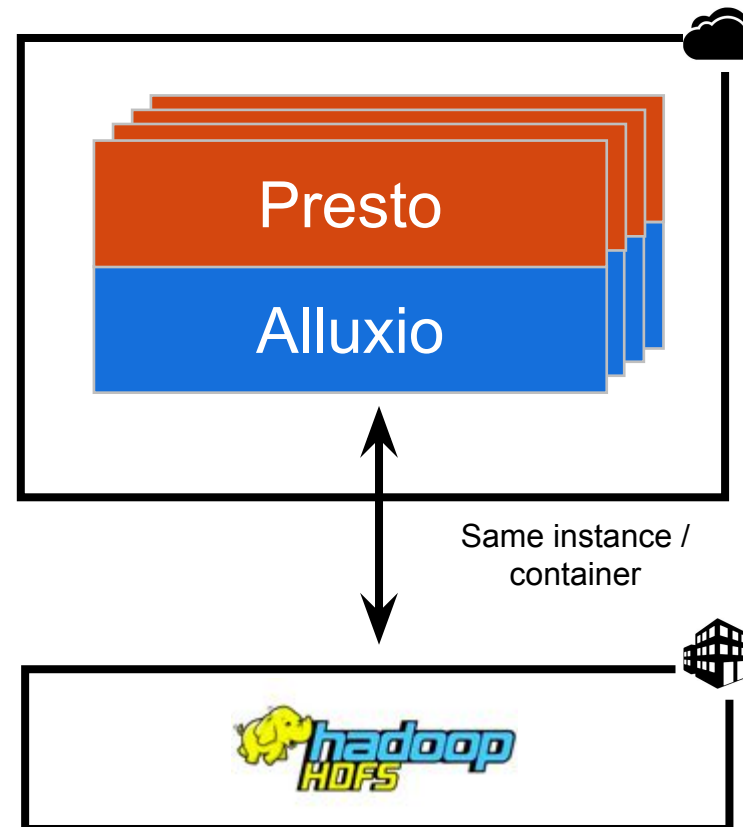 Presto
Alluxio
Same instance /
container
hadoop
HDFS